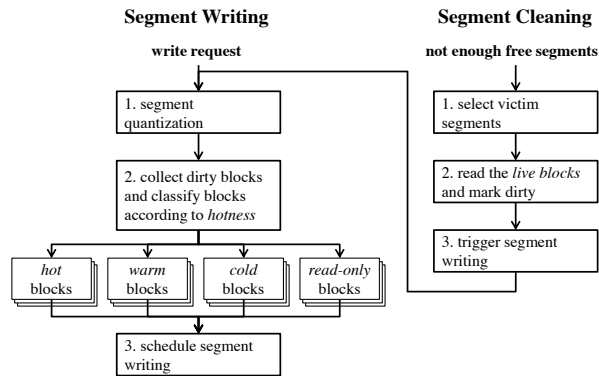 Segment Writing
write request
1. segment
quantization
2. collect dirty blocks
and classify blocks
according to hotness
hot
blocks
warm
blocks
cold
blocks
read-only
blocks
3. schedule segment
writing
Segment Cleaning
not enough free segments
1. select victim
segments
2. read the live blocks
and mark dirty
3. trigger segment
writing